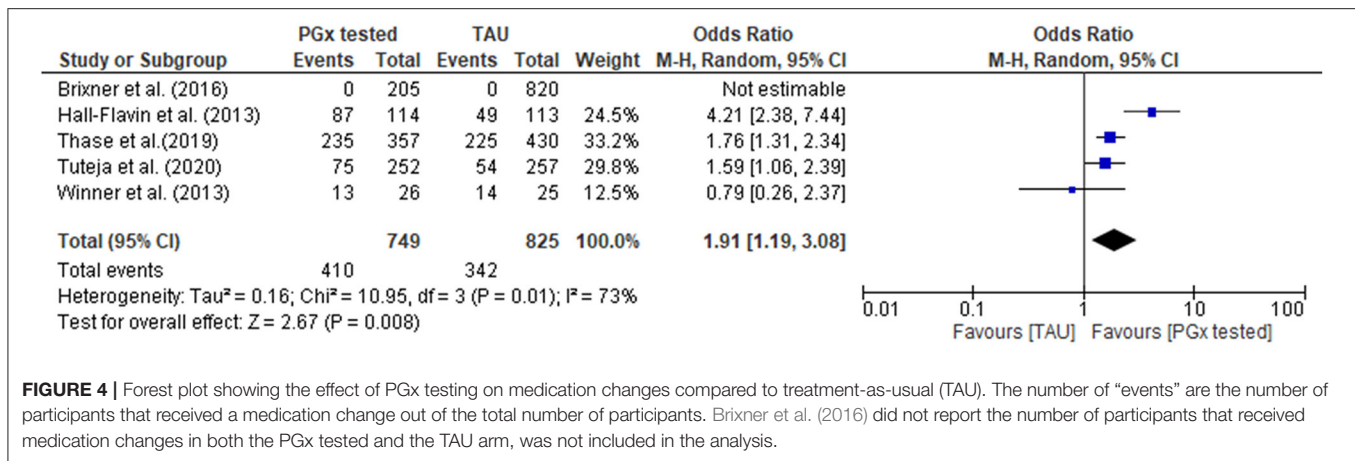 PGx tested TAU Odds Ratio Odds Ratio
Study or Subgroup Events Total Events Total Weight M-H, Random, 95% CI M-H, Random, 95% CI
Brixner et al. (2016) 0 205 0 820 Not estimable
Hall-Flavin et al. (2013) 87 114 49 113 24.5% 4.21 [2.38, 7.44]
Thase et al.(2019) 235 357 225 430 33.2% 1.76 [1.31, 2.34]
Tuteja et al. (2020) 75 252 54 257 29.8% 1.59 [1.06, 2.39]
Winner et al. (2013) 13 26 14 25 12.5% 0.79 [0.26, 2.37]
Total (95% CI) 749 825 100.0% 1.91 [1.19, 3.08]
Total events 410 342
Heterogeneity: Tau² = 0.16; Chi² = 10.95, df = 3 (P = 0.01); I² = 73%
Test for overall effect: Z = 2.67 (P = 0.008)
0.01 0.1 1 10 100
Favours [TAU] Favours [PGx tested]
FIGURE 4 | Forest plot showing the effect of PGx testing on medication changes compared to treatment-as-usual (TAU). The number of “events” are the number of
participants that received a medication change out of the total number of participants. Brixner et al. (2016) did not report the number of participants that received
medication changes in both the PGx tested and the TAU arm, was not included in the analysis.